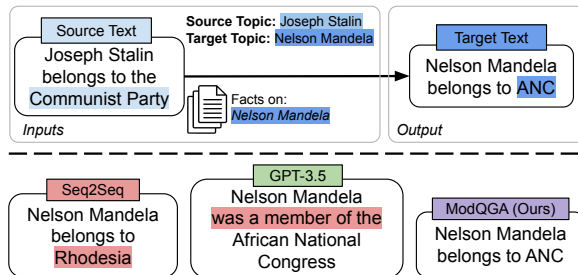 Source Text
Joseph Stalin
belongs to the
Communist Party
Inputs
Source Topic: Joseph Stalin
Target Topic: Nelson Mandela
Facts on:
Nelson Mandela
Target Text
Nelson Mandela
belongs to ANC
Output
Seq2Seq
Nelson Mandela
belongs to
Rhodesia
GPT-3.5
Nelson Mandela
was a member of the
African National
Congress
ModQGA (Ours)
Nelson Mandela
belongs to ANC